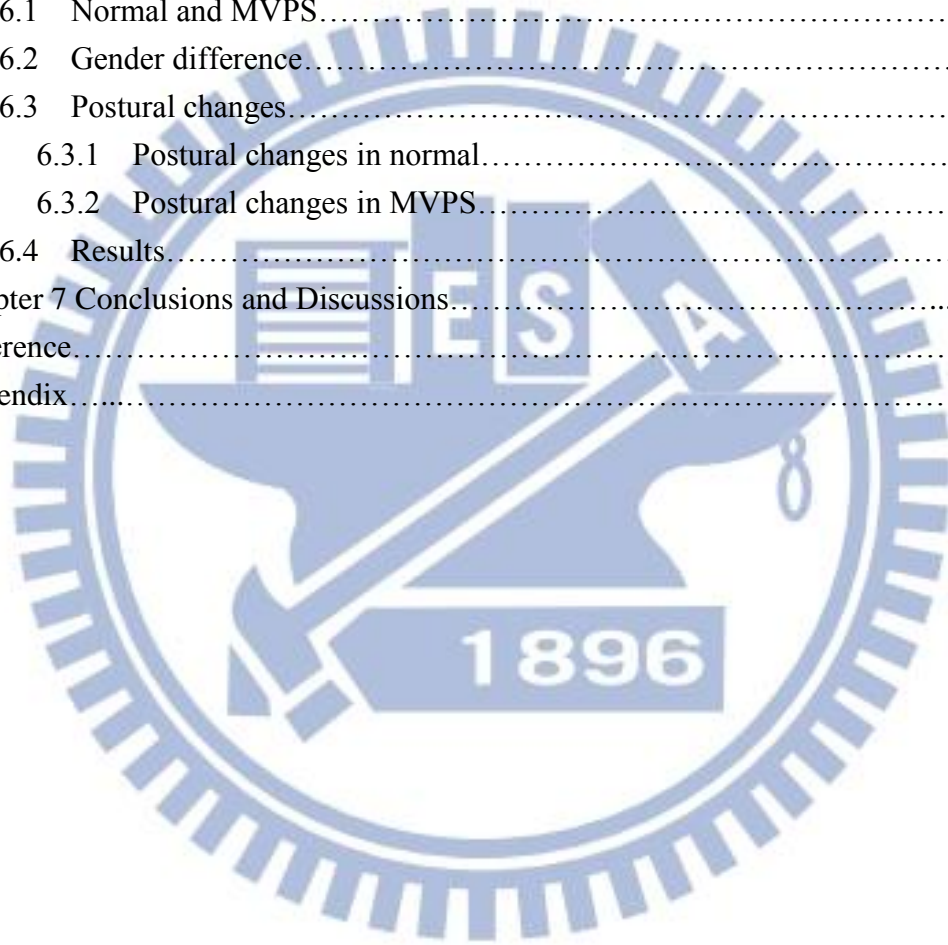 6.1 Normal and MVPS……………………………………………………
6.2 Gender difference……………………………………………………
6.3 Postural changes……………………………………………………
6.3.1 Postural changes in normal………………………………………
6.3.2 Postural changes in MVPS………………………………………
6.4 Results………………………………………………………………
pter 7 Conclusions and Discussions……………………………………..
erence……………………………………………………………………
endix…...…………………………………………………………………
E S A
8
1896